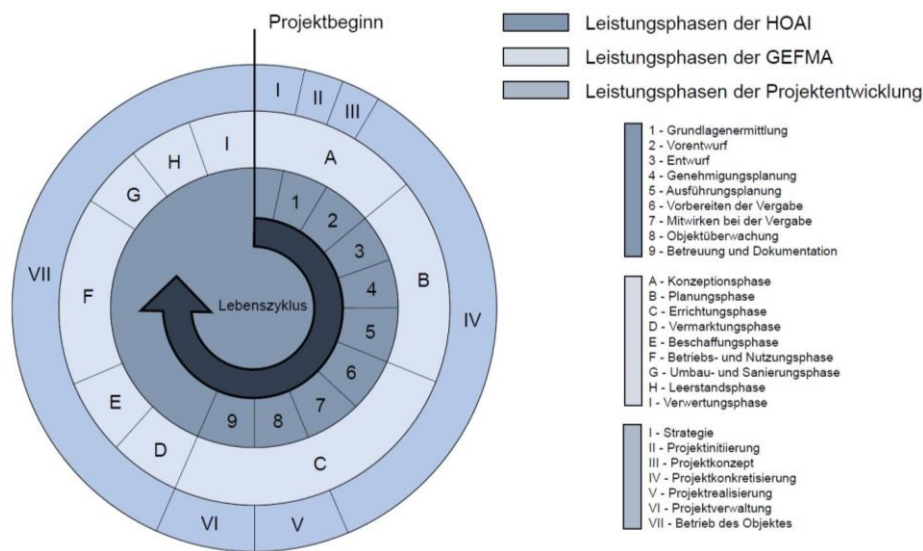 Projektbeginn
Leistungsphasen der HOAI
Leistungsphasen der GEFMA
Leistungsphasen der Projektentwicklung
I
II
III
IV
V
VI
VII
A
B
C
D
E
F
G
H
I
1
2
3
4
5
6
7
8
9
Lebenszyklus
1 - Grundlagenermittlung
2 - Vorentwurf
3 - Entwurf
4 - Genehmigungsplanung
5 - Ausführungsplanung
6 - Vorbereiten der Vergabe
7 - Mitwirken bei der Vergabe
8 - Objektüberwachung
9 - Betreuung und Dokumentation
A - Konzeptionsphase
B - Planungsphase
C - Errichtungsphase
D - Vermarktungsphase
E - Beschaffungsphase
F - Betriebs- und Nutzungsphase
G - Umbau- und Sanierungsphase
H - Leerstandsphase
I - Verwertungsphase
I - Strategie
II - Projektinitiierung
III - Projektkonzept
IV - Projektkonkretisierung
V - Projektrealisierung
VI - Projektverwaltung
VII - Betrieb des Objektes